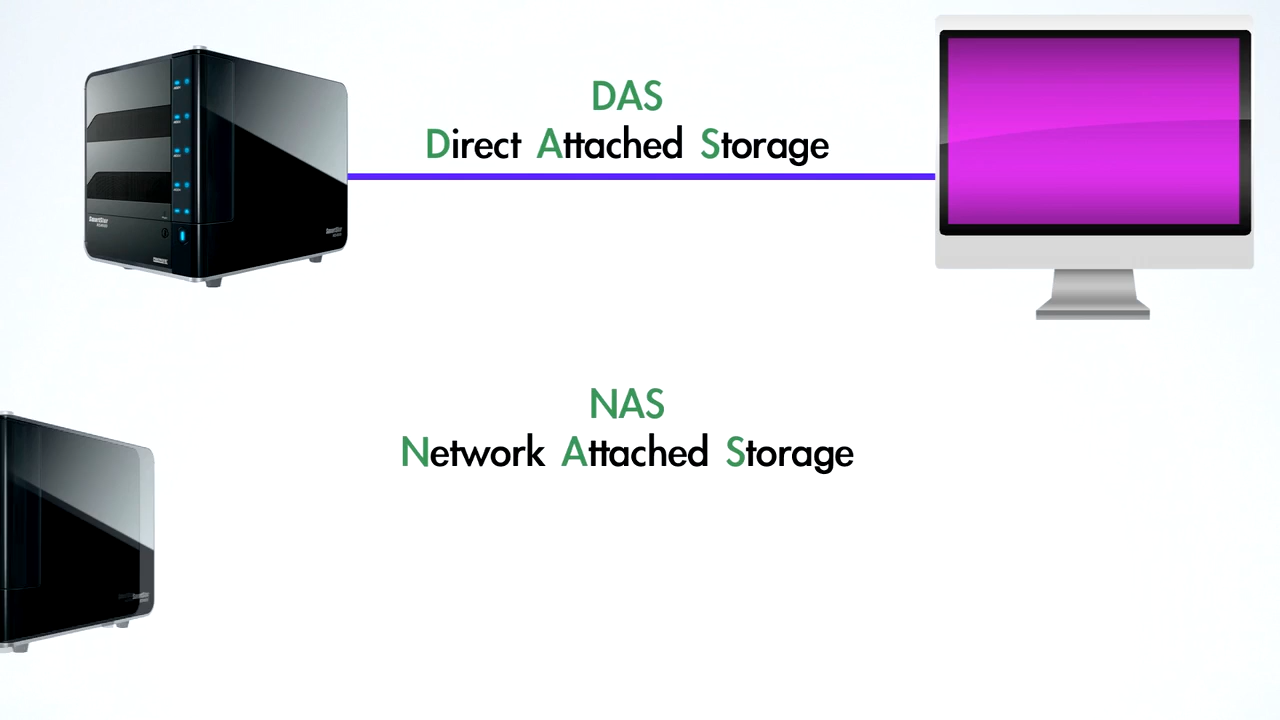 DAS
Direct Attached Storage
NAS
Network Attached Storage